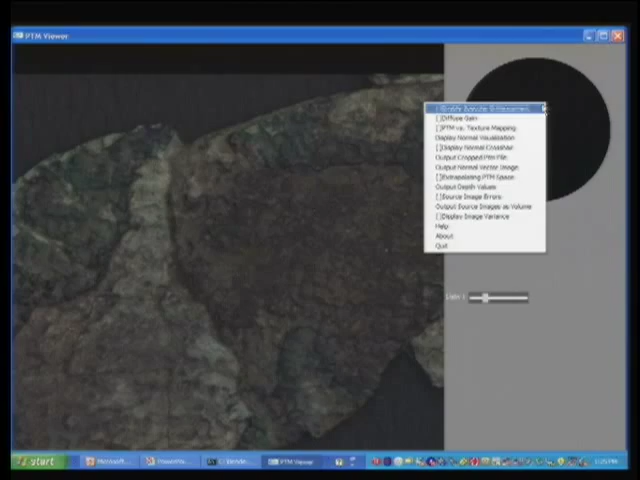 PTM Viewer
[ ]Diffuse Gain
[ ]PTM vs. Texture Mapping
Display Normal Visualization
[ ]Display Normal Crosshair
Output Cropped PTM File
Output Normal Vector Image
[ ]Extrapolating PTM Space
Output Depth Values
[ ]Source Image Errors
Output Source Images as Volume
[ ]Display Image Variance
Help
About
Quit
Light 1
start
PTM Viewer